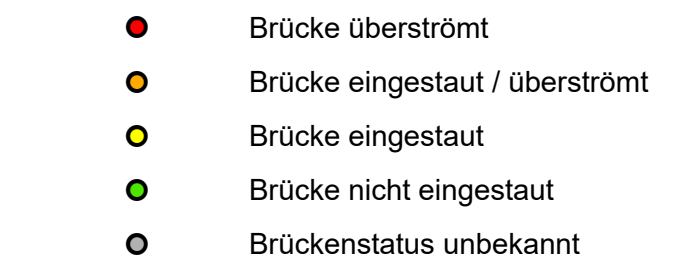 Brücke überströmt
Brücke eingestaut / überströmt
Brücke eingestaut
Brücke nicht eingestaut
Brückenstatus unbekannt